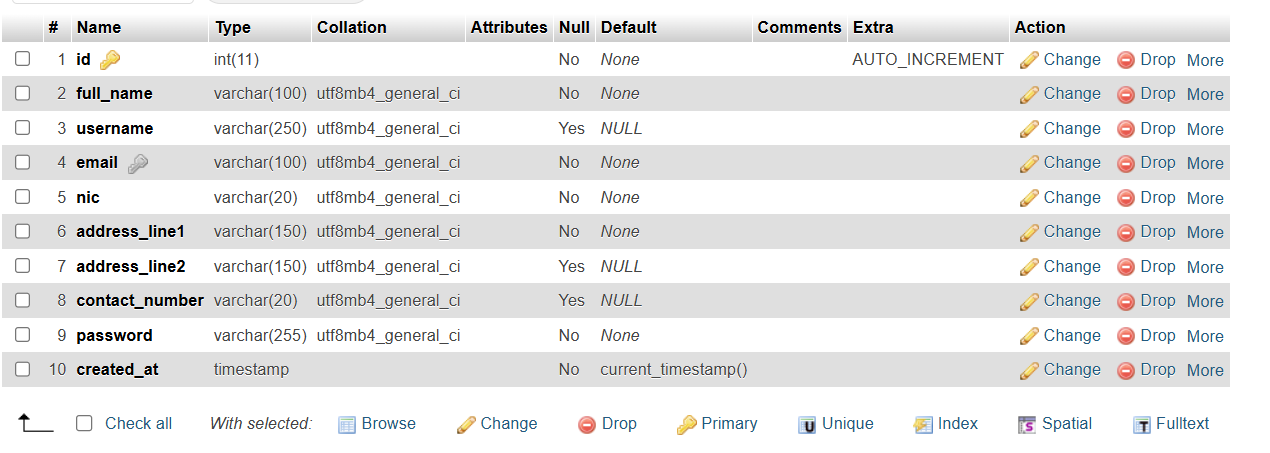 # Name Type Collation Attributes Null Default Comments Extra Action
1 id int(11) No None AUTO_INCREMENT Change Drop More
2 full_name varchar(100) utf8mb4_general_ci No None Change Drop More
3 username varchar(250) utf8mb4_general_ci Yes NULL Change Drop More
4 email varchar(100) utf8mb4_general_ci No None Change Drop More
5 nic varchar(20) utf8mb4_general_ci No None Change Drop More
6 address_line1 varchar(150) utf8mb4_general_ci No None Change Drop More
7 address_line2 varchar(150) utf8mb4_general_ci Yes NULL Change Drop More
8 contact_number varchar(20) utf8mb4_general_ci Yes NULL Change Drop More
9 password varchar(255) utf8mb4_general_ci No None Change Drop More
10 created_at timestamp No current_timestamp() Change Drop More
Check all With selected: Browse Change Drop Primary U Unique Index S Spatial T Fulltext